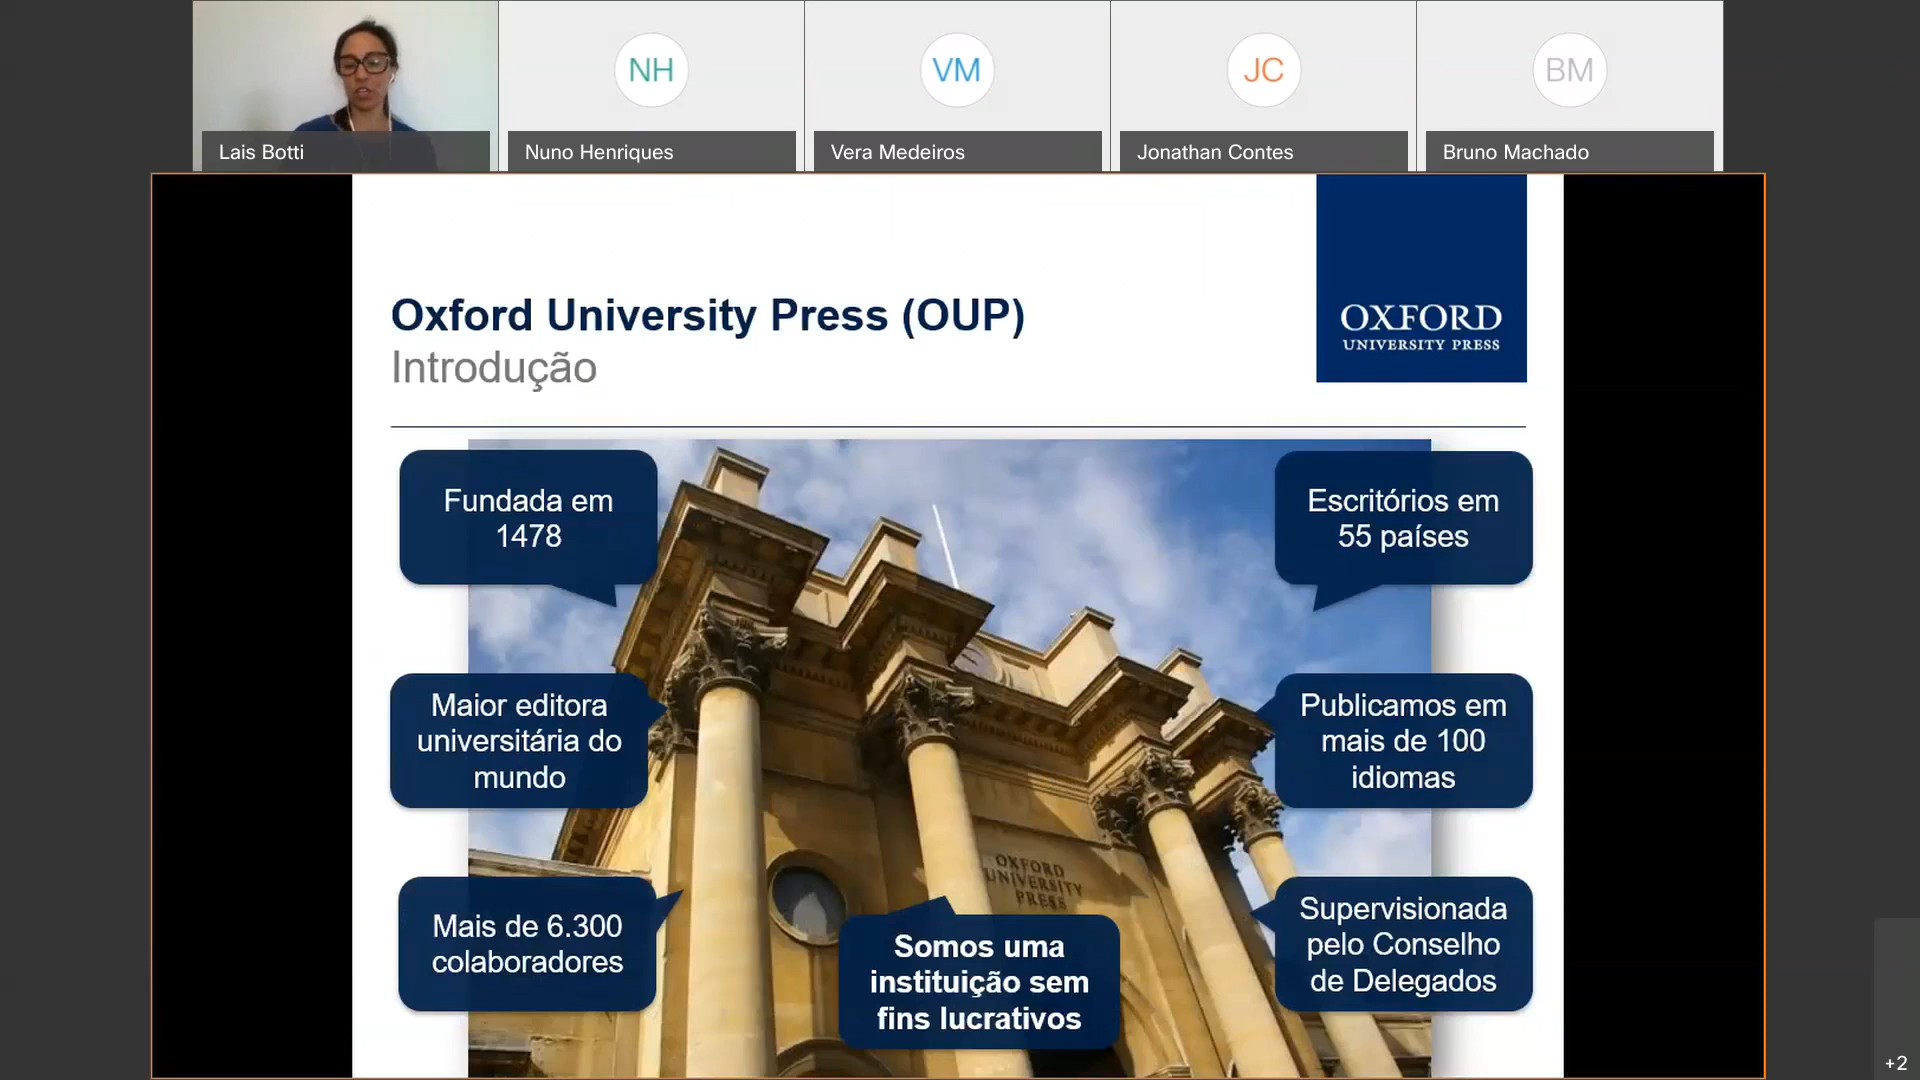 NH
VM
JC
BM
Lais Botti
Nuno Henriques
Vera Medeiros
Jonathan Contes
Bruno Machado
OXFORD
UNIVERSITY PRESS
Oxford University Press (OUP)
Introdução
Fundada em
1478
Escritórios em
55 países
Maior editora
universitária do
mundo
Publicamos em
mais de 100
idiomas
OXFORD
UNIVERSITY
PRESS
Mais de 6.300
colaboradores
Somos uma
instituição sem
fins lucrativos
Supervisionada
pelo Conselho
de Delegados
+2